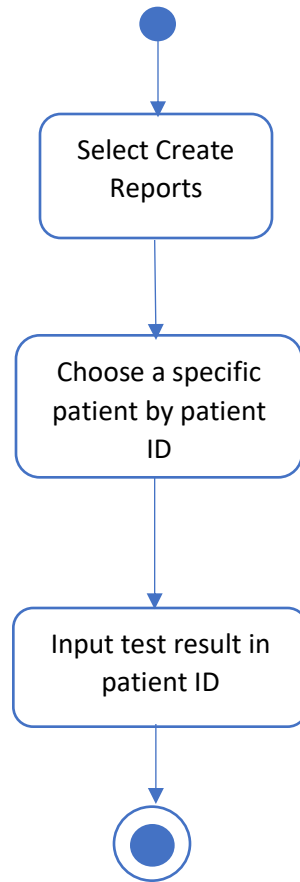 Select Create
Reports
Choose a specific
patient by patient
ID
Input test result in
patient ID